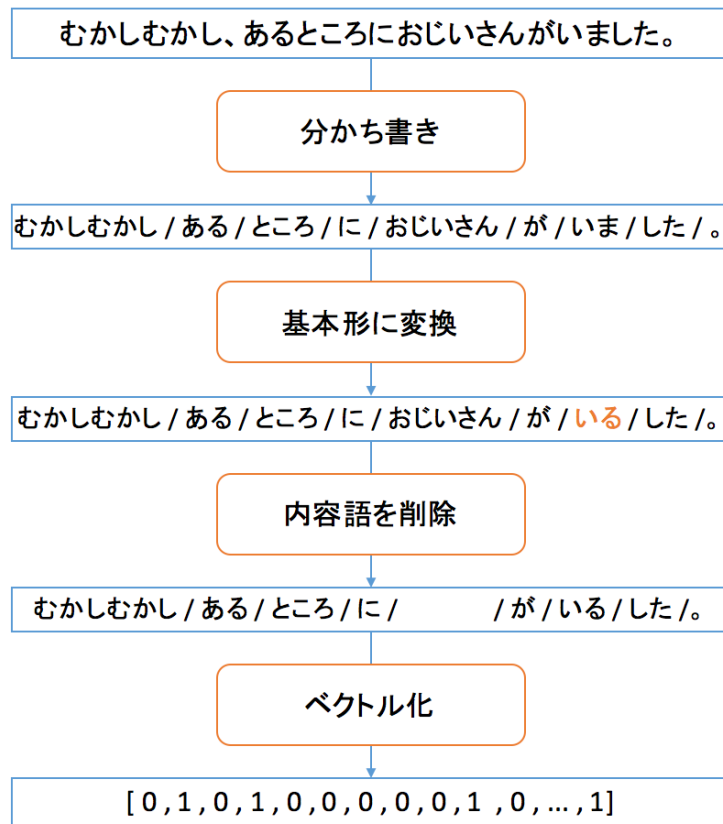 むかしむかし、あるところにおじいさんがいました。
分かち書き
むかしむかし / ある / ところ / に / おじいさん / が / いま / した / 。
基本形に変換
むかしむかし / ある / ところ / に / おじいさん / が / いる / した /。
内容語を削除
むかしむかし / ある / ところ / に / / が / いる / した /。
ベクトル化
[ 0 , 1 , 0 , 1 , 0 , 0 , 0 , 0 , 0 , 1 , 0 , ... , 1]